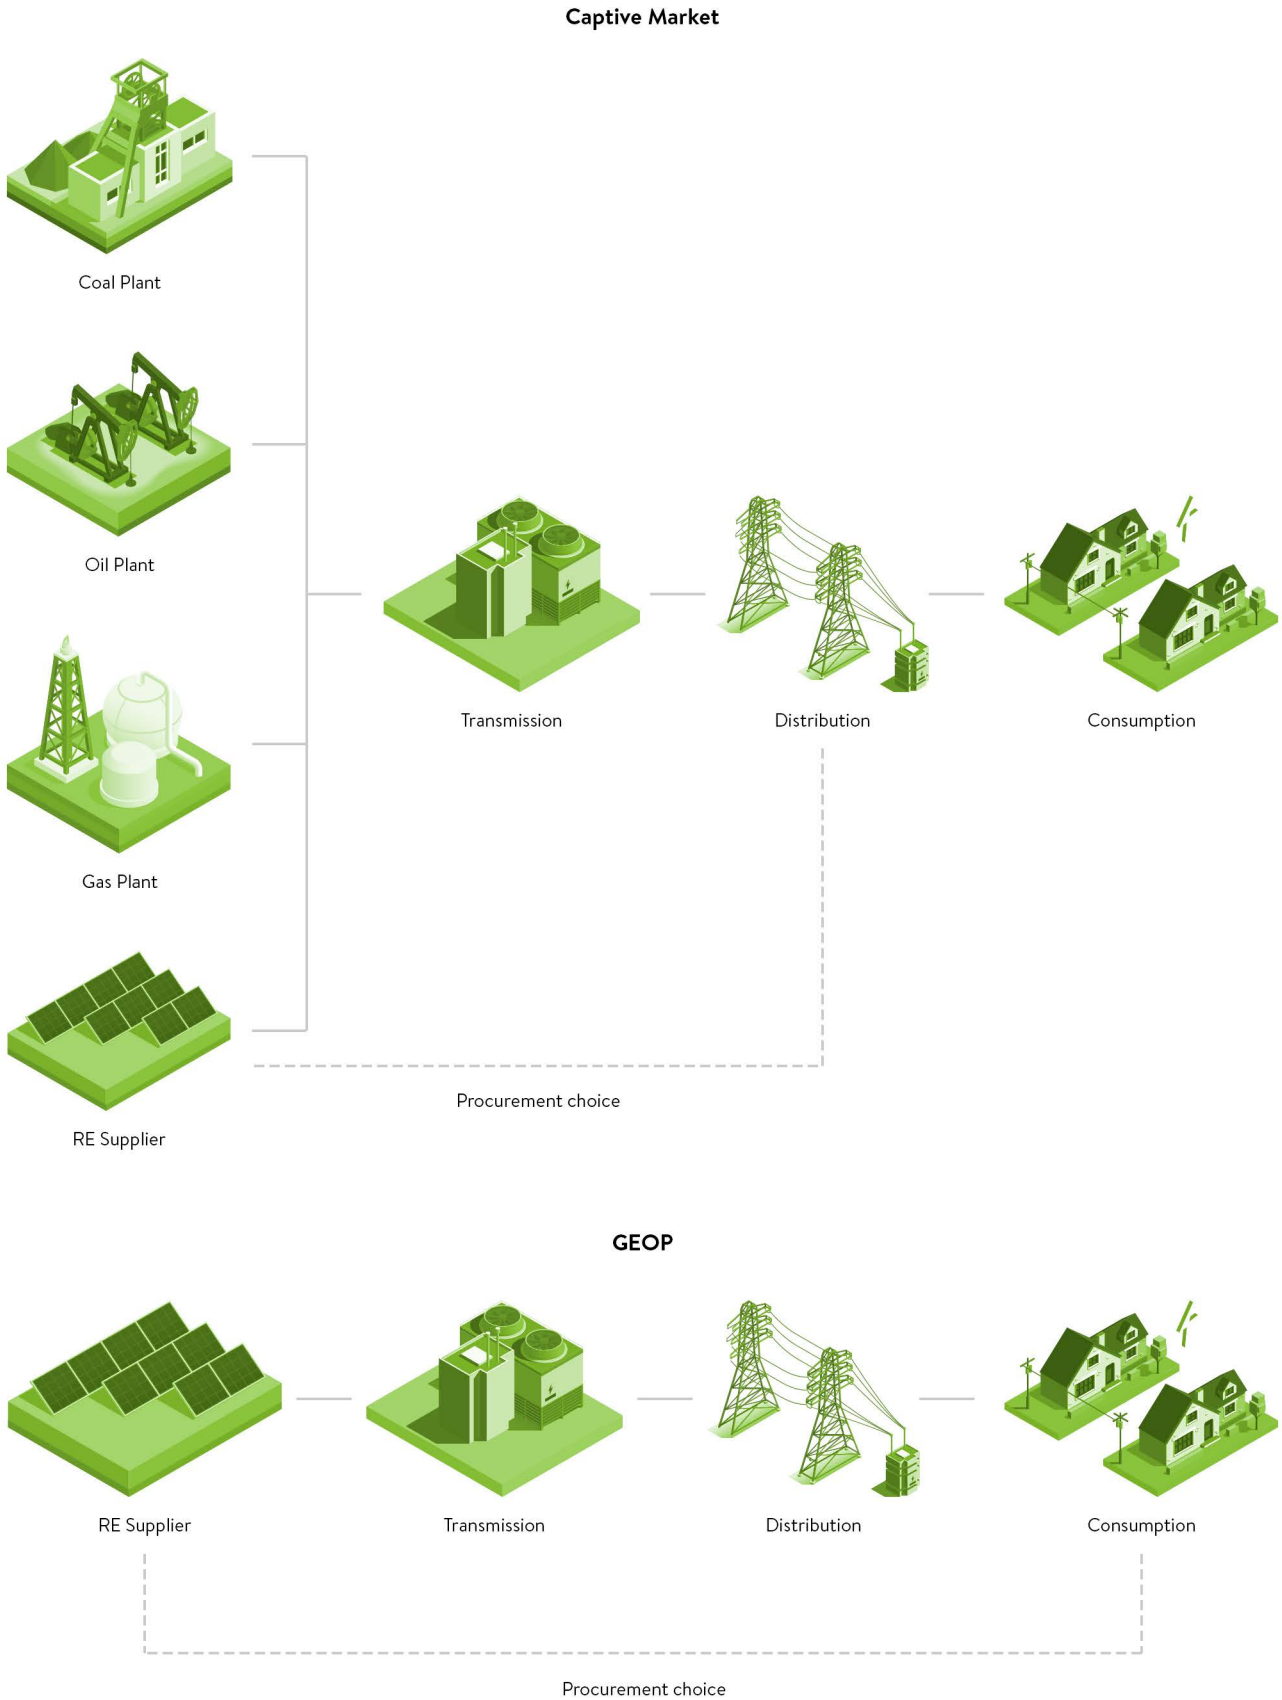 Captive Market
Coal Plant
Oil Plant
Transmission
Distribution
Consumption
Gas Plant
Procurement choice
RE Supplier
GEOP
RE Supplier
Transmission
Distribution
Consumption
Procurement choice